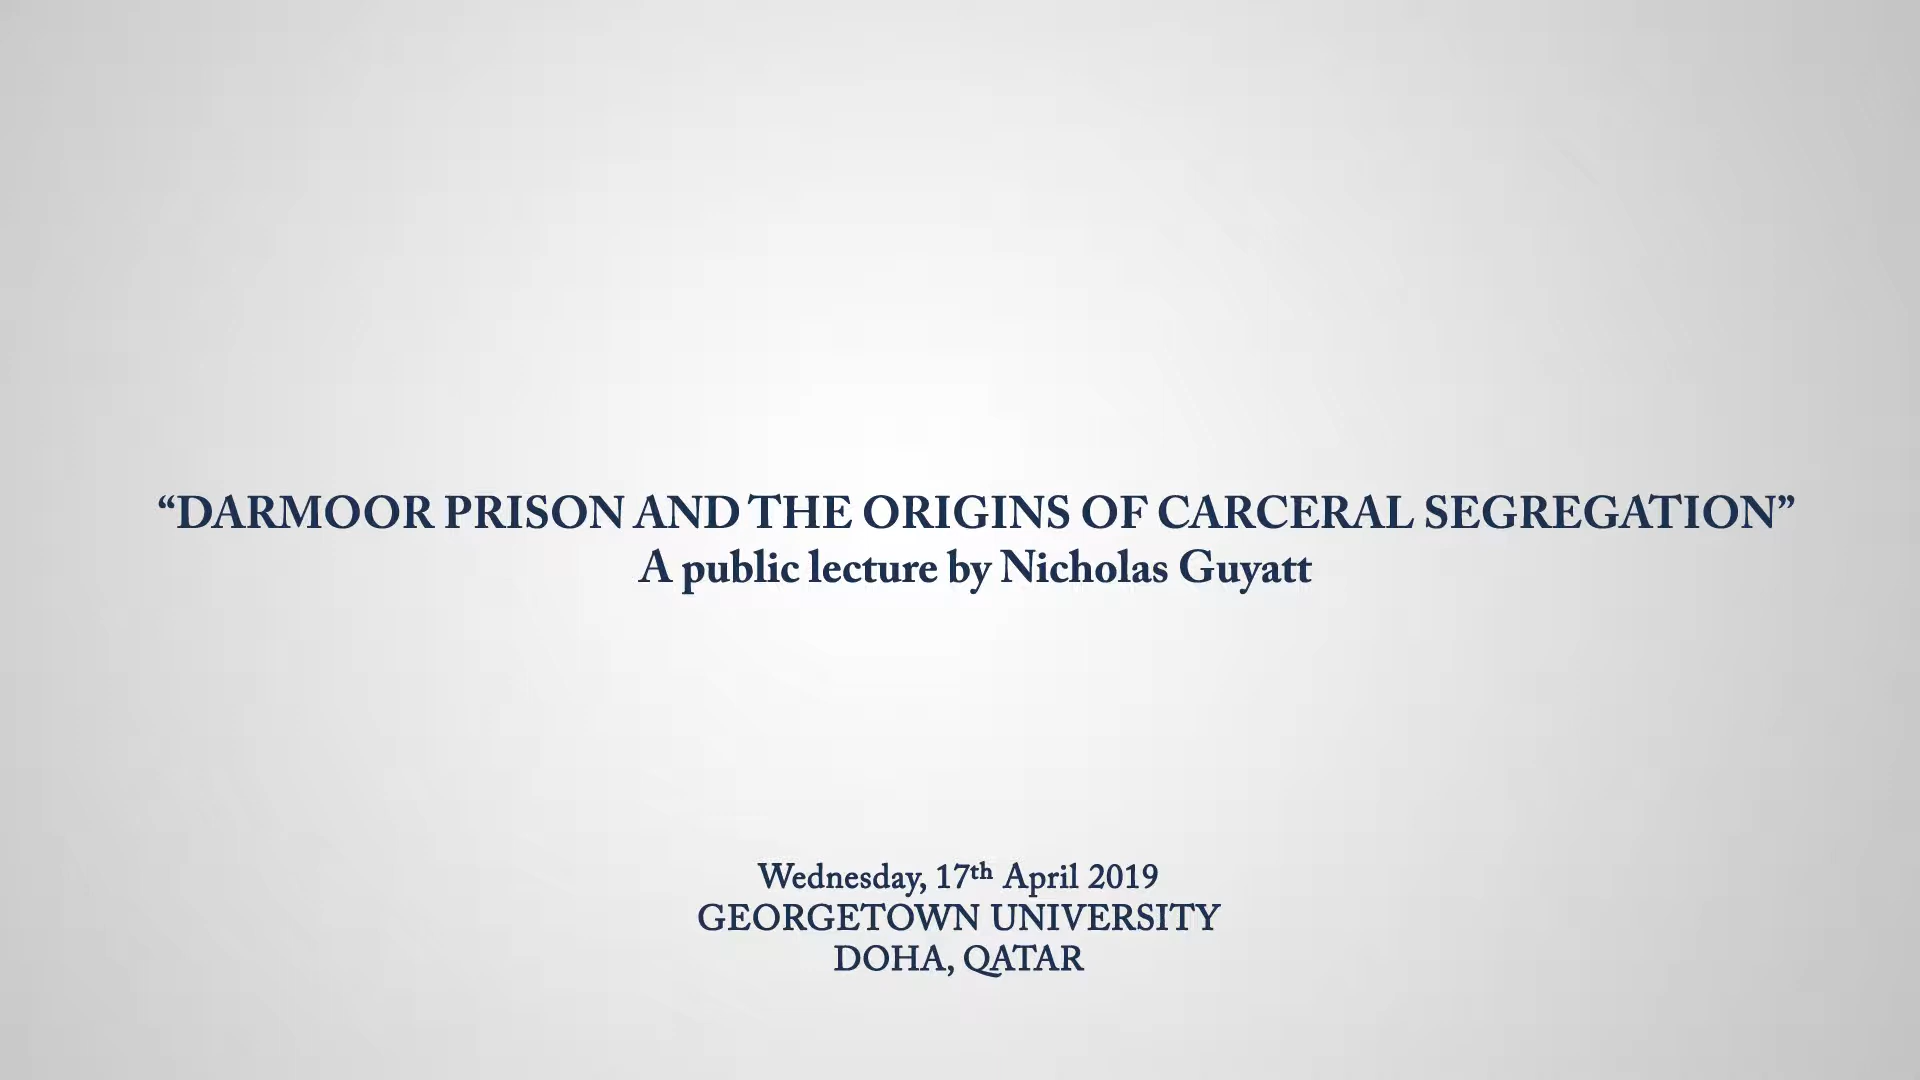 “DARMOOR PRISON AND THE ORIGINS OF CARCERAL SEGREGATION”
A public lecture by Nicholas Guyatt
Wednesday, 17th April 2019
GEORGETOWN UNIVERSITY
DOHA, QATAR